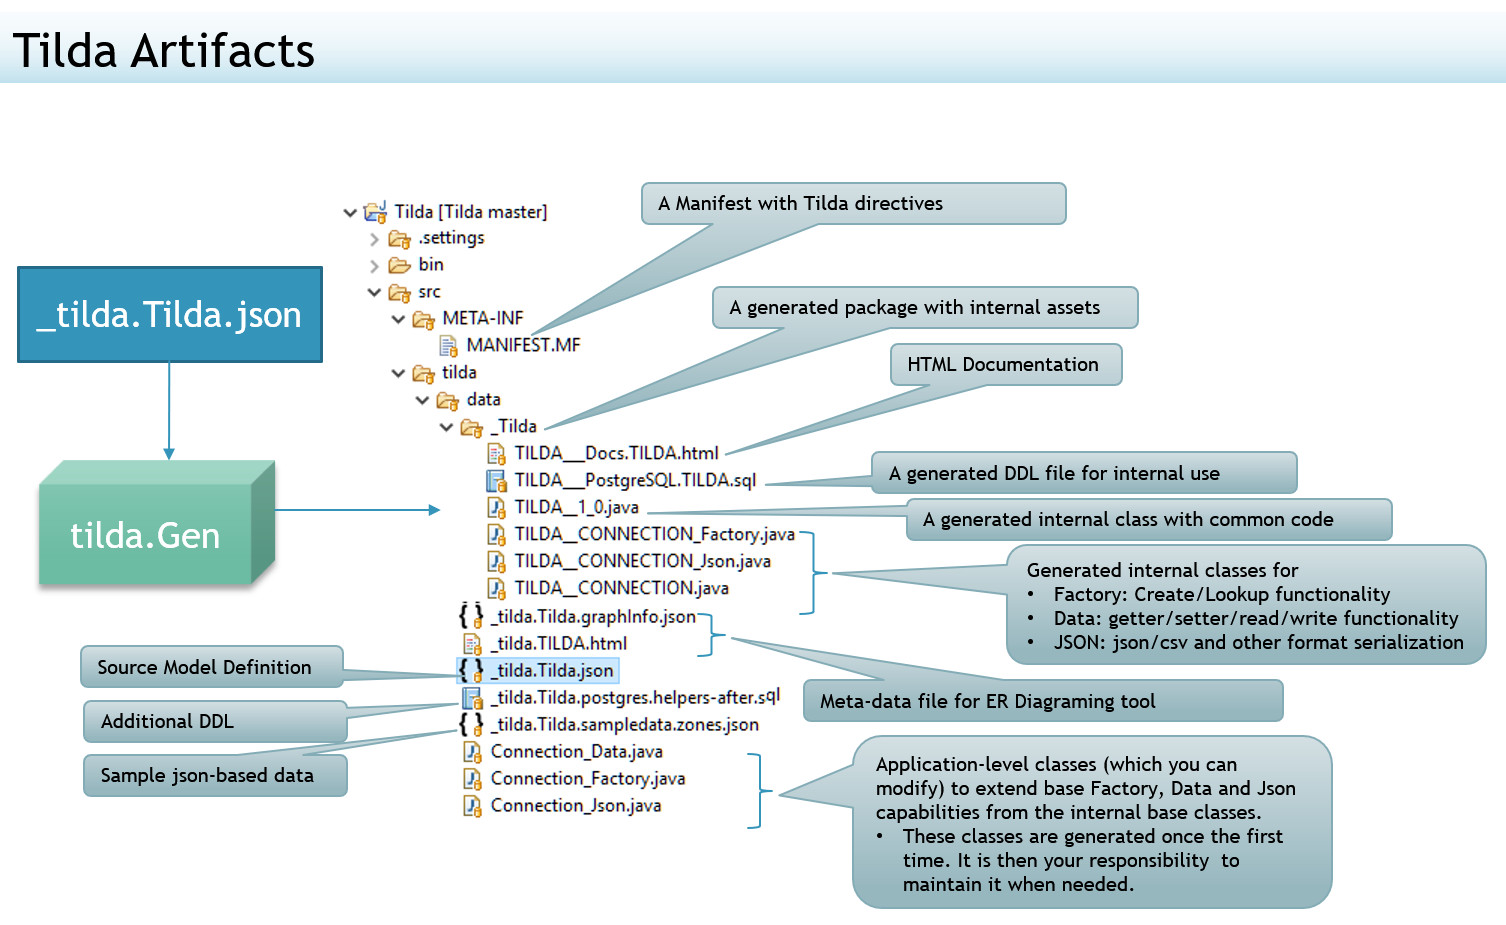 Tilda Artifacts
_tilda.Tilda.json
tilda.Gen
Tilda [Tilda master]
.settings
bin
src
META-INF
MANIFEST.MF
tilda
data
_Tilda
TILDA___Docs.TILDA.html
TILDA___PostgreSQL.TILDA.sql
TILDA__1_0.java
TILDA__CONNECTION_Factory.java
TILDA__CONNECTION_Json.java
TILDA__CONNECTION.java
_tilda.Tilda.graphInfo.json
_tilda.TILDA.html
_tilda.Tilda.json
_tilda.Tilda.postgres.helpers-after.sql
_tilda.Tilda.sampledata.zones.json
Connection_Data.java
Connection_Factory.java
Connection_Json.java
A Manifest with Tilda directives
A generated package with internal assets
HTML Documentation
A generated DDL file for internal use
A generated internal class with common code
Generated internal classes for
• Factory: Create/Lookup functionality
• Data: getter/setter/read/write functionality
• JSON: json/csv and other format serialization
Meta-data file for ER Diagraming tool
Source Model Definition
Additional DDL
Sample json-based data
Application-level classes (which you can
modify) to extend base Factory, Data and Json
capabilities from the internal base classes.
• These classes are generated once the first
time. It is then your responsibility to
maintain it when needed.